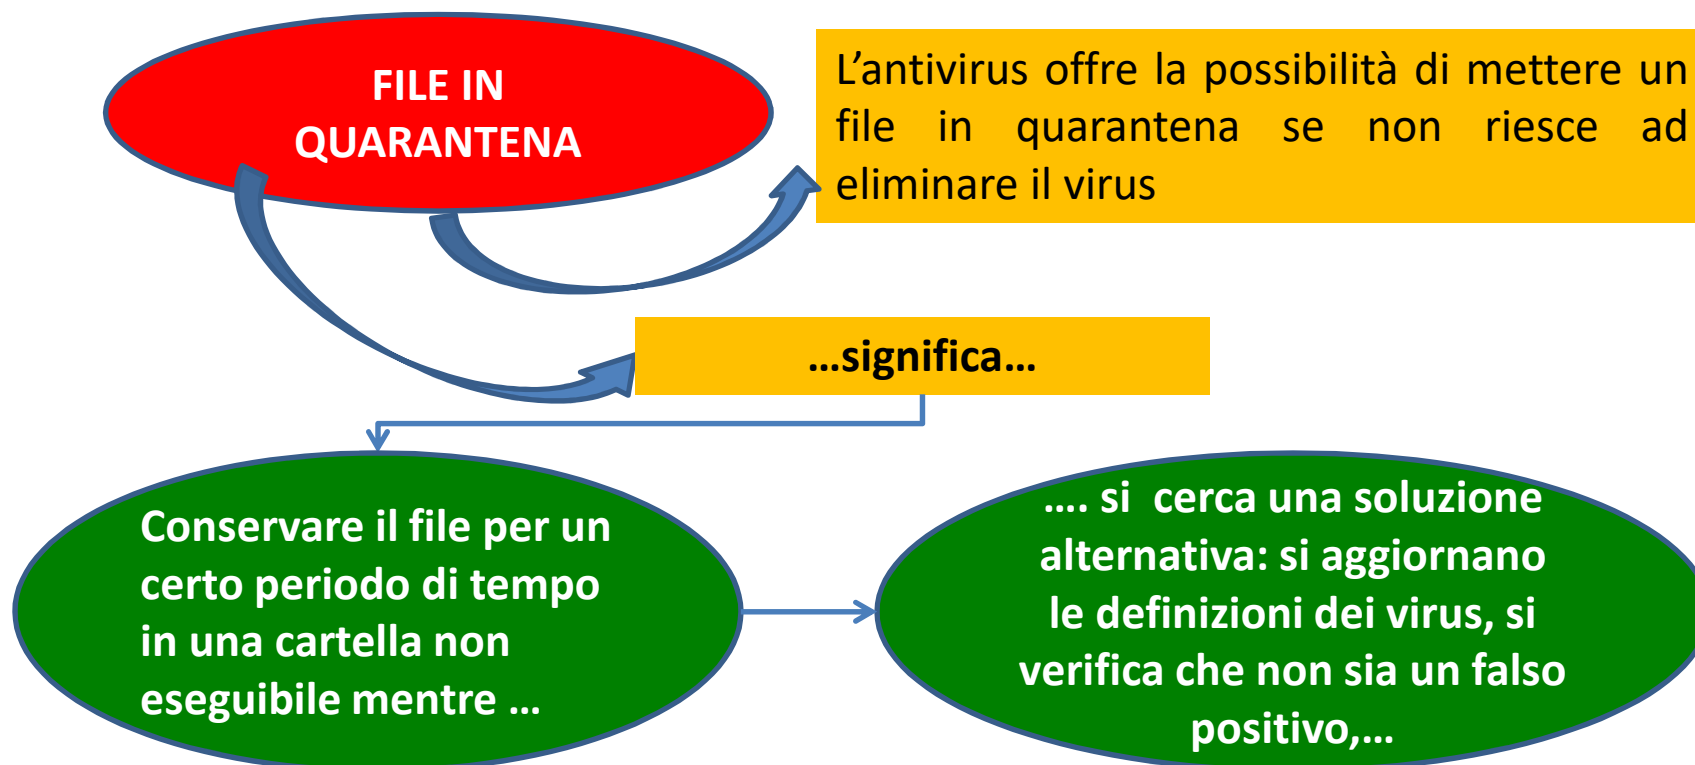 FILE IN
QUARANTENA
L’antivirus offre la possibilità di mettere un
file in quarantena se non riesce ad
eliminare il virus
…significa…
Conservare il file per un
certo periodo di tempo
in una cartella non
eseguibile mentre …
…. si cerca una soluzione
alternativa: si aggiornano
le definizioni dei virus, si
verifica che non sia un falso
positivo,…